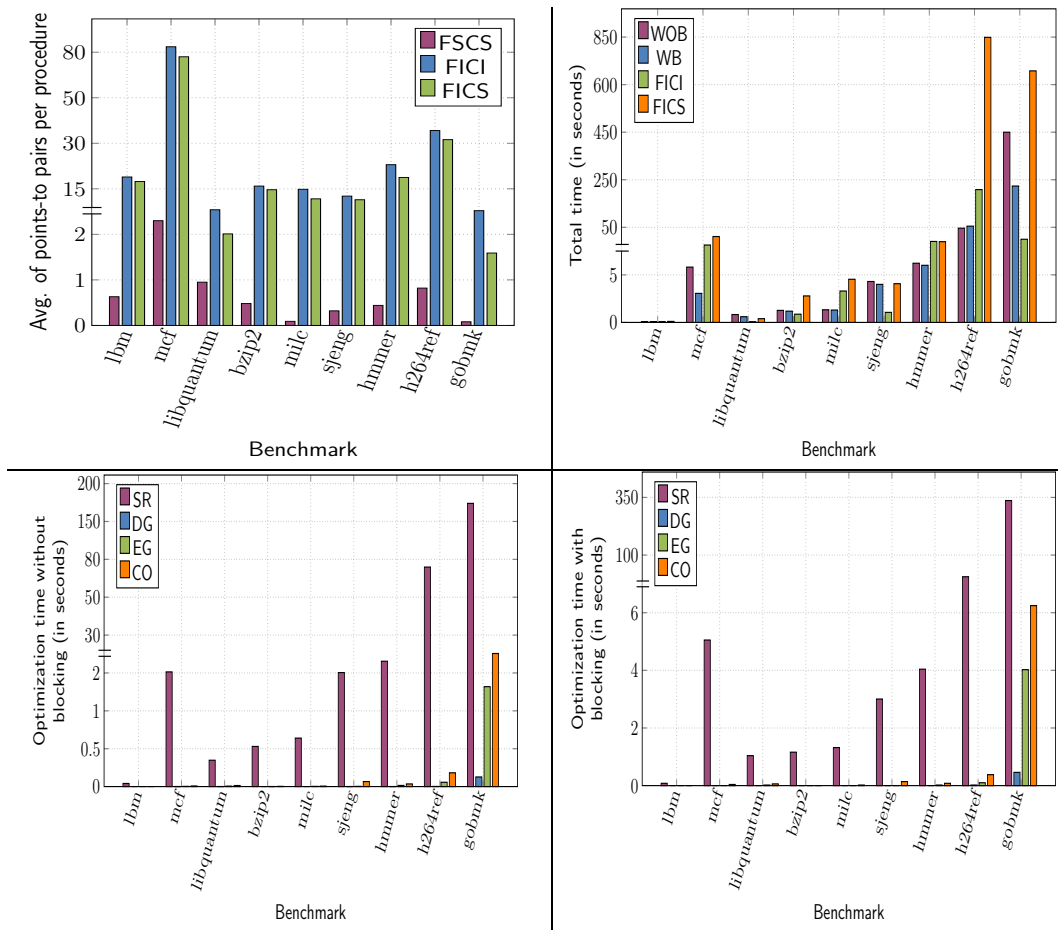 Avg. of points-to pairs per procedure
80
50
30
15
2
1
0
FSCS
FICI
FICS
lbm
mcf
libquantum
bzip2
milc
sjeng
hmmer
h264ref
gobmk
Benchmark
Total time (in seconds)
850
600
450
250
50
5
0
WOB
WB
FICI
FICS
lbm
mcf
libquantum
bzip2
milc
sjeng
hmmer
h264ref
gobmk
Benchmark
Optimization time without
blocking (in seconds)
200
150
80
50
30
2
1
0.5
0
SR
DG
EG
CO
lbm
mcf
libquantum
bzip2
milc
sjeng
hmmer
h264ref
gobmk
Benchmark
Optimization time with
blocking (in seconds)
350
100
6
4
2
0
SR
DG
EG
CO
lbm
mcf
libquantum
bzip2
milc
sjeng
hmmer
h264ref
gobmk
Benchmark